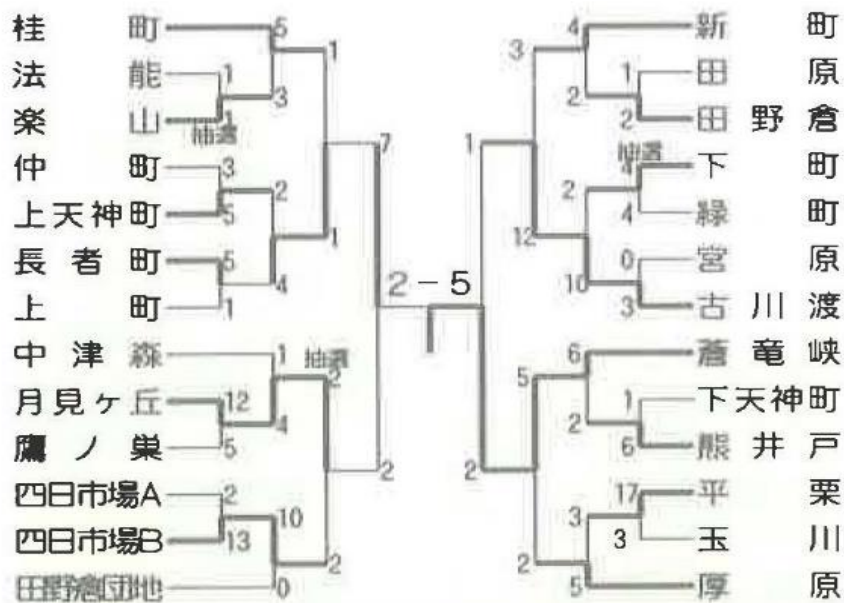 桂町 5 1 3 4 新町
法能 1 1 田原
楽山 1 3 2 2 田野倉
抽選 7 1 抽選
仲町 3 4 下町
上天神町 5 2 1 12 2 4 緑町
長者町 5 4 10 0 宮原
上町 1 2-5 3 古川渡
中津森 1 抽選 2 5 6 蒼竜峡
月見ヶ丘 12 4 2 1 下天神町
鷹ノ巣 5 2 2 6 熊井戸
四日市場A 2 10 3 17 平栗
四日市場B 13 2 2 3 玉川
田野倉団地 0 5 厚原